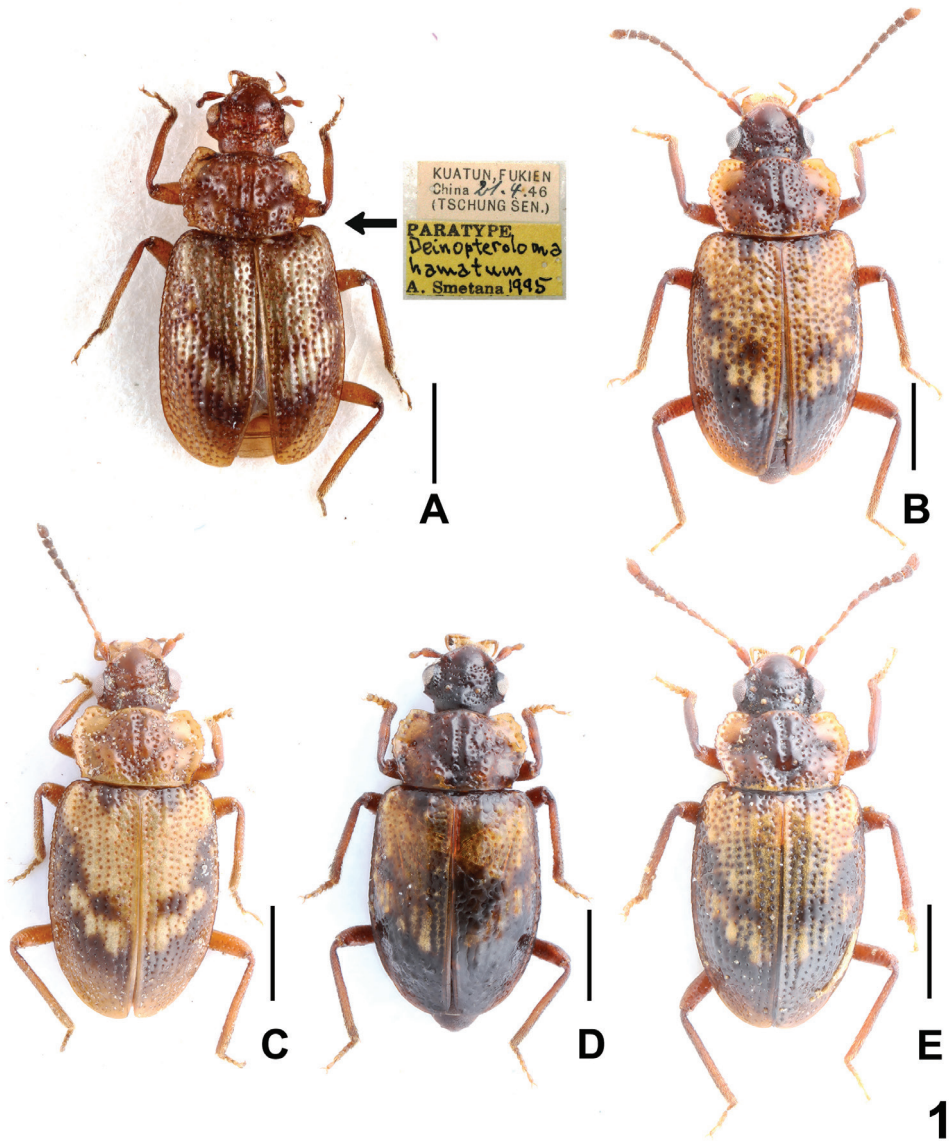 KUATUN, FUKIEN
China 21.4.46
(TSCHUNG SEN.)
PARATYPE
Deinopteroloma
hamatum
A. Smetana 1995
A
B
C
D
E
1